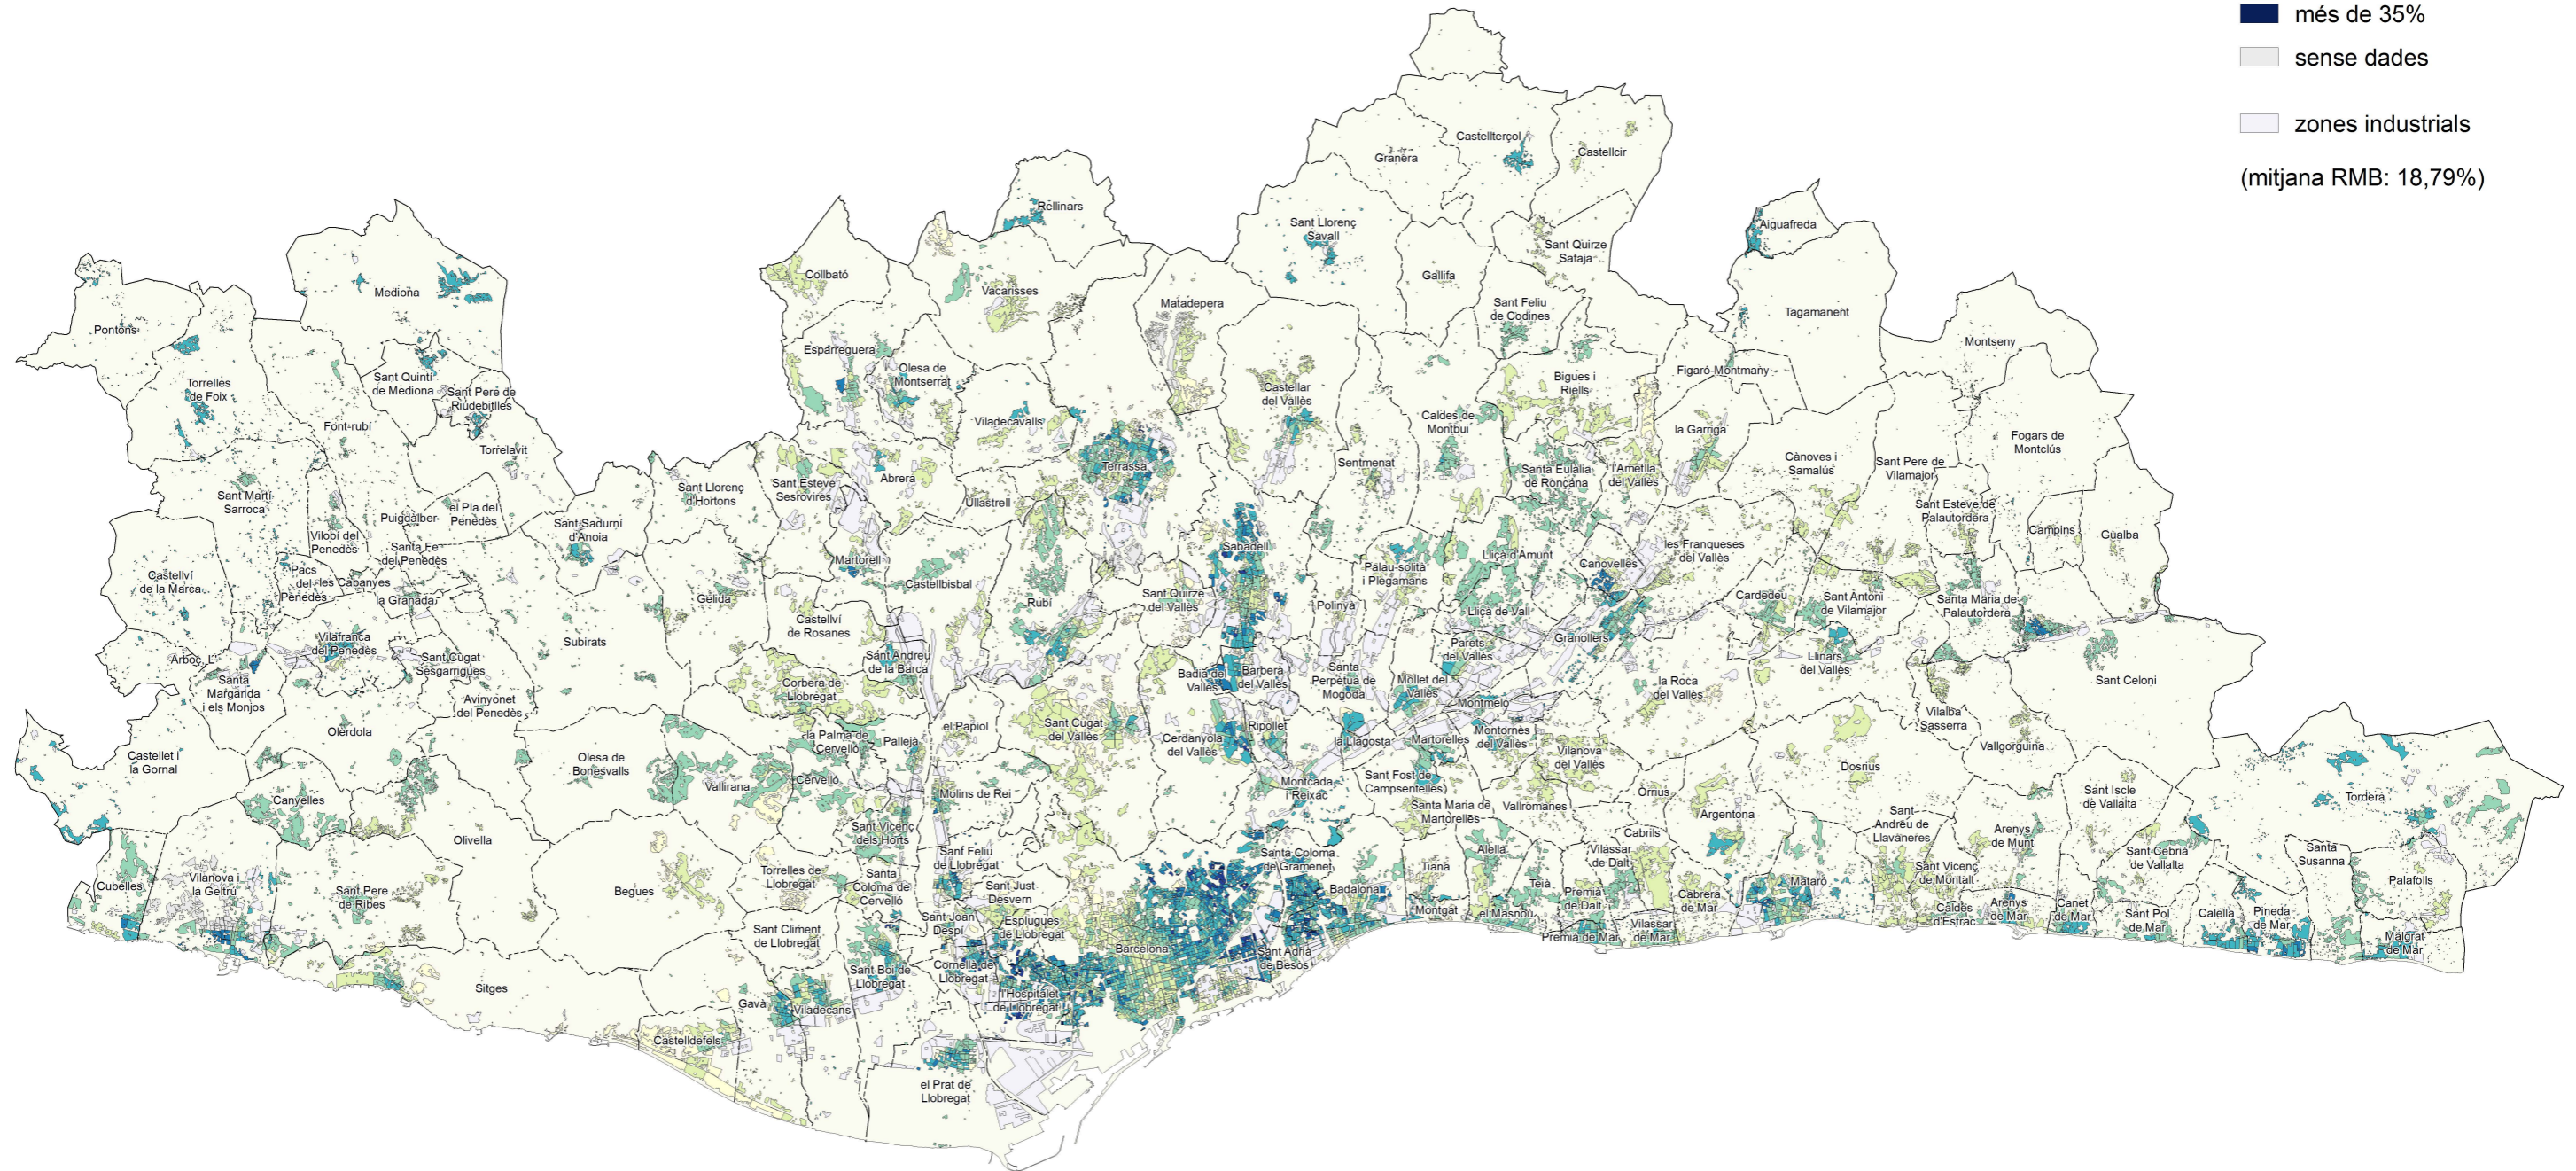 més de 35%
sense dades
zones industrials
(mitjana RMB: 18,79%)
Castellterçol
Granera
Castellcir
Rellinars
Sant Llorenç
Savall
Aiguafreda
Sant Quirze
Safaja
Collbató
Gallifa
Mediona
Vacarisses
Matadepera
Sant Feliu
de Codines
Tagamanent
Pontons
Montseny
Esparreguera
Olesa de
Montserrat
Figaró-Montmany
Torrelles
de Foix
Sant Quintí
de Mediona
Sant Pere de
Riudebitlles
Castellar
del Vallès
Bigues i
Riells
Font-rubí
Viladecavalls
Caldes de
Montbui
la Garriga
Fogars de
Montclús
Torrelavit
Terrassa
Sentmenat
Santa Eulàlia
de Ronçana
l'Ametlla
del Vallès
Cànoves i
Samalús
Sant Pere de
Vilamajor
Sant Martí
Sarroca
Sant Llorenç
d'Hortons
Sant Esteve
Sesrovires
Abrera
Ullastrell
Puigdàlber
el Pla del
Penedès
Sant Sadurní
d'Anoia
Sant Esteve de
Palautordera
Campins
Gualba
Vilobí del
Penedès
Santa Fe
del Penedès
Martorell
Sabadell
Lliçà d'Amunt
les Franqueses
del Vallès
Canovelles
Castellví
de la Marca
Pacs
del
Penedès
les Cabanyes
la Granada
Gelida
Castellbisbal
Rubí
Sant Quirze
del Vallès
Palau-solità
i Plegamans
Polinyà
Lliçà de Vall
Cardedeu
Sant Antoni
de Vilamajor
Santa Maria de
Palautordera
Vilafranca
del Penedès
Subirats
Castellví
de Rosanes
Granollers
Parets
del Vallès
Arboç, L'
Sant Cugat
Sesgarrigues
Sant Andreu
de la Barca
Llinars
del Vallès
Santa
Margarida
i els Monjos
Avinyonet
del Penedès
Corbera de
Llobregat
Badia del
Vallès
Barberà
del Vallès
Santa
Perpètua de
Mogoda
Mollet del
Vallès
la Roca
del Vallès
Sant Celoni
Montmeló
Olèrdola
el Papiol
Sant Cugat
del Vallès
Ripollet
Vilalba
Sasserra
la Palma de
Cervelló
Pallejà
Cerdanyola
del Vallès
la Llagosta
Martorelles
Montornès
del Vallès
Vilanova
del Vallès
Vallgorguina
Castellet i
la Gornal
Olesa de
Bonesvalls
Vallirana
Cervelló
Molins de Rei
Montcada
i Reixac
Sant Fost de
Campsentelles
Dosrius
Canyelles
Santa Maria de
Martorelles
Vallromanes
Òrrius
Argentona
Sant Iscle
de Vallalta
Tordera
Olivella
Sant Vicenç
dels Horts
Cabrils
Sant
Andreu de
Llavaneres
Arenys
de Munt
Sant Feliu
de Llobregat
Santa Coloma
de Gramenet
Alella
Vilassar
de Dalt
Sant Cebrià
de Vallalta
Santa
Susanna
Cubelles
Vilanova i
la Geltrú
Sant Pere
de Ribes
Begues
Torrelles de
Llobregat
Santa
Coloma de
Cervelló
Sant Just
Desvern
Badalona
Tiana
Teià
Premià
de Dalt
Cabrera
de Mar
Mataró
Sant Vicenç
de Montalt
Palafolls
Sant Joan
Despí
Esplugues
de Llobregat
Montgat
el Masnou
Premià de Mar
Vilassar
de Mar
Caldes
d'Estrac
Arenys
de Mar
Canet
de Mar
Sant Pol
de Mar
Calella
Pineda
de Mar
Malgrat
de Mar
Sant Climent
de Llobregat
Barcelona
Sant Adrià
de Besòs
Sitges
Sant Boi de
Llobregat
Cornellà de
Llobregat
l'Hospitalet
de Llobregat
Gavà
Viladecans
Castelldefels
el Prat de
Llobregat